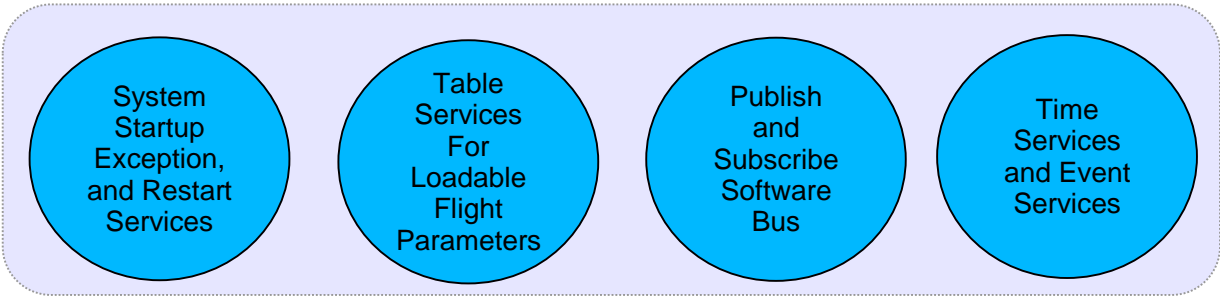 System
Startup
Exception,
and Restart
Services
Table
Services
For
Loadable
Flight
Parameters
Publish
and
Subscribe
Software
Bus
Time
Services
and Event
Services